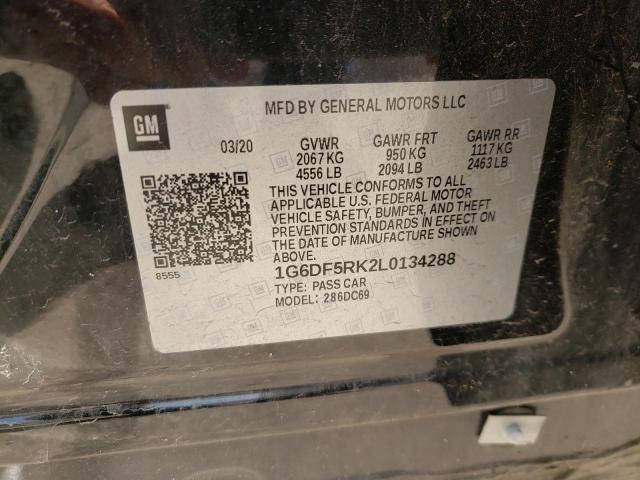 MFD BY GENERAL MOTORS LLC
GM
03/20 GVWR GAWR FRT GAWR RR
2067 KG 950 KG 1117 KG
4556 LB 2094 LB 2463 LB
THIS VEHICLE CONFORMS TO ALL
APPLICABLE U.S. FEDERAL MOTOR
VEHICLE SAFETY, BUMPER, AND THEFT
PREVENTION STANDARDS IN EFFECT ON
THE DATE OF MANUFACTURE SHOWN
ABOVE.
8555
1G6DF5RK2L0134288
TYPE: PASS CAR
MODEL: 286DC69